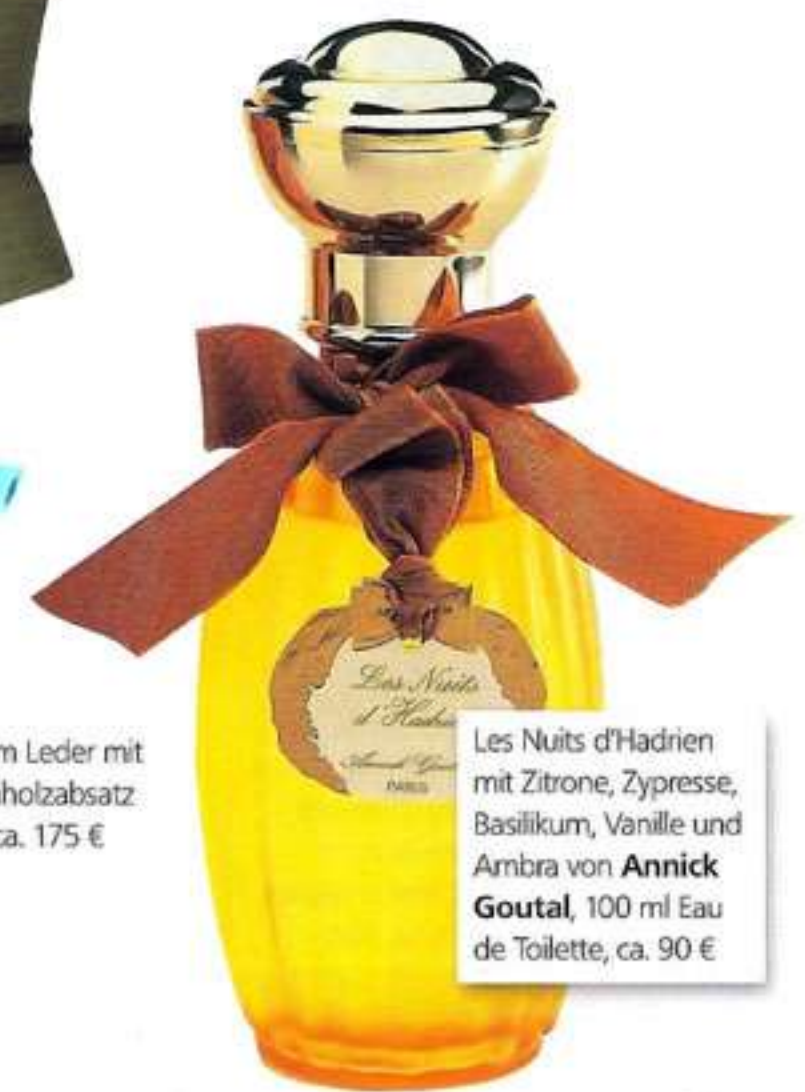 Les Nuits
d'Hadri
PARIS
m Leder mit
holzabsatz
ca. 175 €
Les Nuits d'Hadrien
mit Zitrone, Zypresse,
Basilikum, Vanille und
Ambra von Annick
Goutal, 100 ml Eau
de Toilette, ca. 90 €